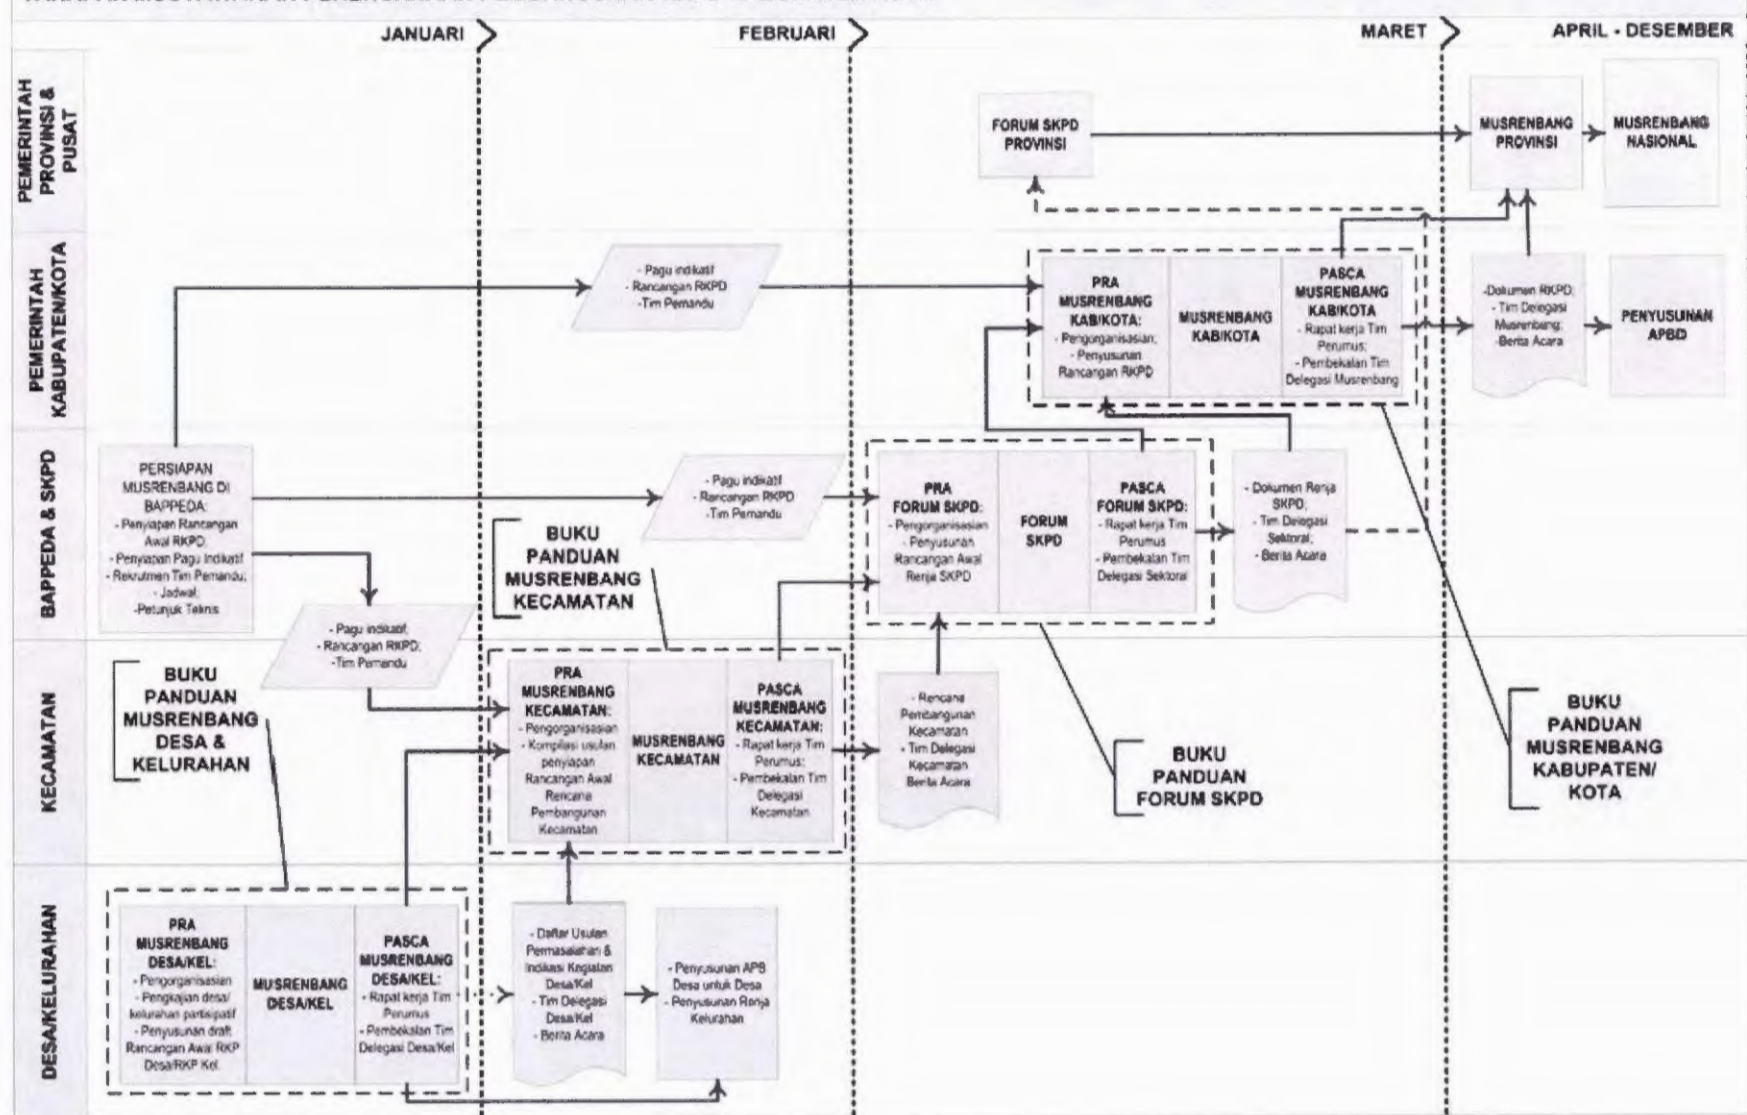 JANUARI
FEBRUARI
MARET
APRIL - DESEMBER
PEMERINTAH
PROVINSI &
PUSAT
FORUM SKPD
PROVINSI
MUSRENBANG
PROVINSI
MUSRENBANG
NASIONAL
PEMERINTAH
KABUPATEN/KOTA
- Pagu indikatif
- Rancangan RKPD
- Tim Pemandu
PRA
MUSRENBANG
KAB/KOTA:
- Pengorganisasian;
- Penyusunan
Rancangan RKPD
MUSRENBANG
KAB/KOTA
PASCA
MUSRENBANG
KAB/KOTA
- Rapat kerja Tim
Perumus;
- Pembekalan Tim
Delegasi Musrenbang
-Dokumen RKPD;
- Tim Delegasi
Musrenbang;
-Berita Acara
PENYUSUNAN
APBD
BAPPEDA & SKPD
PERSIAPAN
MUSRENBANG DI
BAPPEDA:
- Penyiapan Rancangan
Awal RKPD;
- Penyiapan Pagu Indikatif
- Rekrutmen Tim Pemandu;
- Jadwal;
-Petunjuk Teknis
- Pagu indikatif
- Rancangan RKPD
- Tim Pemandu
PRA
FORUM SKPD:
- Pengorganisasian
- Penyusunan
Rancangan Awal
Renja SKPD
FORUM
SKPD
PASCA
FORUM SKPD:
- Rapat kerja Tim
Perumus
- Pembekalan Tim
Delegasi Sektoral
- Dokumen Renja
SKPD;
- Tim Delegasi
Sektoral;
- Berita Acara
BUKU
PANDUAN
MUSRENBANG
KECAMATAN
- Pagu indikatif;
- Rancangan RKPD;
-Tim Pemandu
KECAMATAN
BUKU
PANDUAN
MUSRENBANG
DESA &
KELURAHAN
PRA
MUSRENBANG
KECAMATAN:
- Pengorganisasian
- Kompilasi usulan
penyiapan
Rancangan Awal
Rencana
Pembangunan
Kecamatan
MUSRENBANG
KECAMATAN
PASCA
MUSRENBANG
KECAMATAN:
- Rapat kerja Tim
Perumus;
- Pembekalan Tim
Delegasi
Kecamatan
- Rencana
Pembangunan
Kecamatan
- Tim Delegasi
Kecamatan
Berita Acara
BUKU
PANDUAN
FORUM SKPD
BUKU
PANDUAN
MUSRENBANG
KABUPATEN/
KOTA
DESA/KELURAHAN
PRA
MUSRENBANG
DESA/KEL:
- Pengorganisasian
- Pengkajian desa/
kelurahan partisipatif
- Penyusunan draft
Rancangan Awal RKP
Desa/RKP Kel.
MUSRENBANG
DESA/KEL
PASCA
MUSRENBANG
DESA/KEL:
- Rapat kerja Tim
Perumus
- Pembekalan Tim
Delegasi Desa/Kel
- Daftar Usulan
Permasalahan &
Indikasi Kegiatan
Desa/Kel
- Tim Delegasi
Desa/Kel
- Berita Acara
- Penyusunan APB
Desa untuk Desa
- Penyusunan Renja
Kelurahan